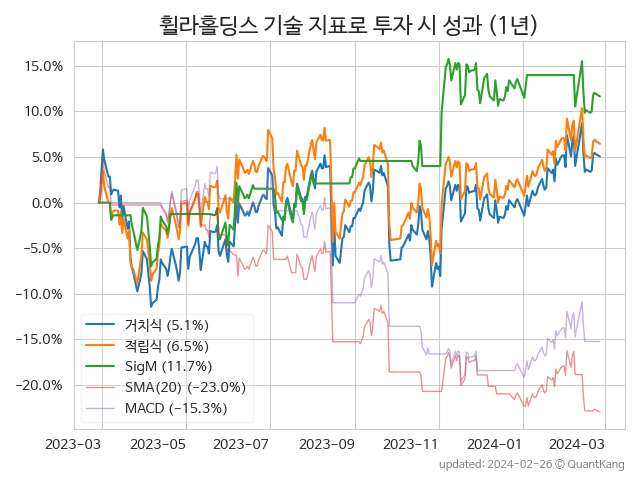 휠라홀딩스 기술 지표로 투자 시 성과 (1년)
15.0%
10.0%
5.0%
0.0%
−5.0%
−10.0%
−15.0%
−20.0%
거치식 (5.1%)
적립식 (6.5%)
SigM (11.7%)
SMA(20) (−23.0%)
MACD (−15.3%)
2023−03 2023−05 2023−07 2023−09 2023−11 2024−01 2024−03
updated: 2024-02-26 ⓒ QuantKang